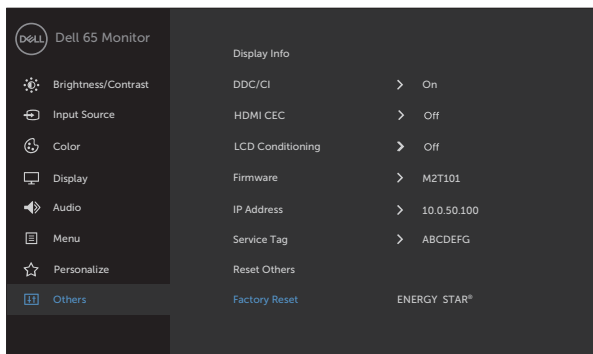 DELL Dell 65 Monitor
Display Info
Brightness/Contrast DDC/CI On
Input Source HDMI CEC Off
Color LCD Conditioning Off
Display Firmware M2T101
Audio IP Address 10.0.50.100
Menu Service Tag ABCDEFG
Personalize Reset Others
Others Factory Reset ENERGY STAR®